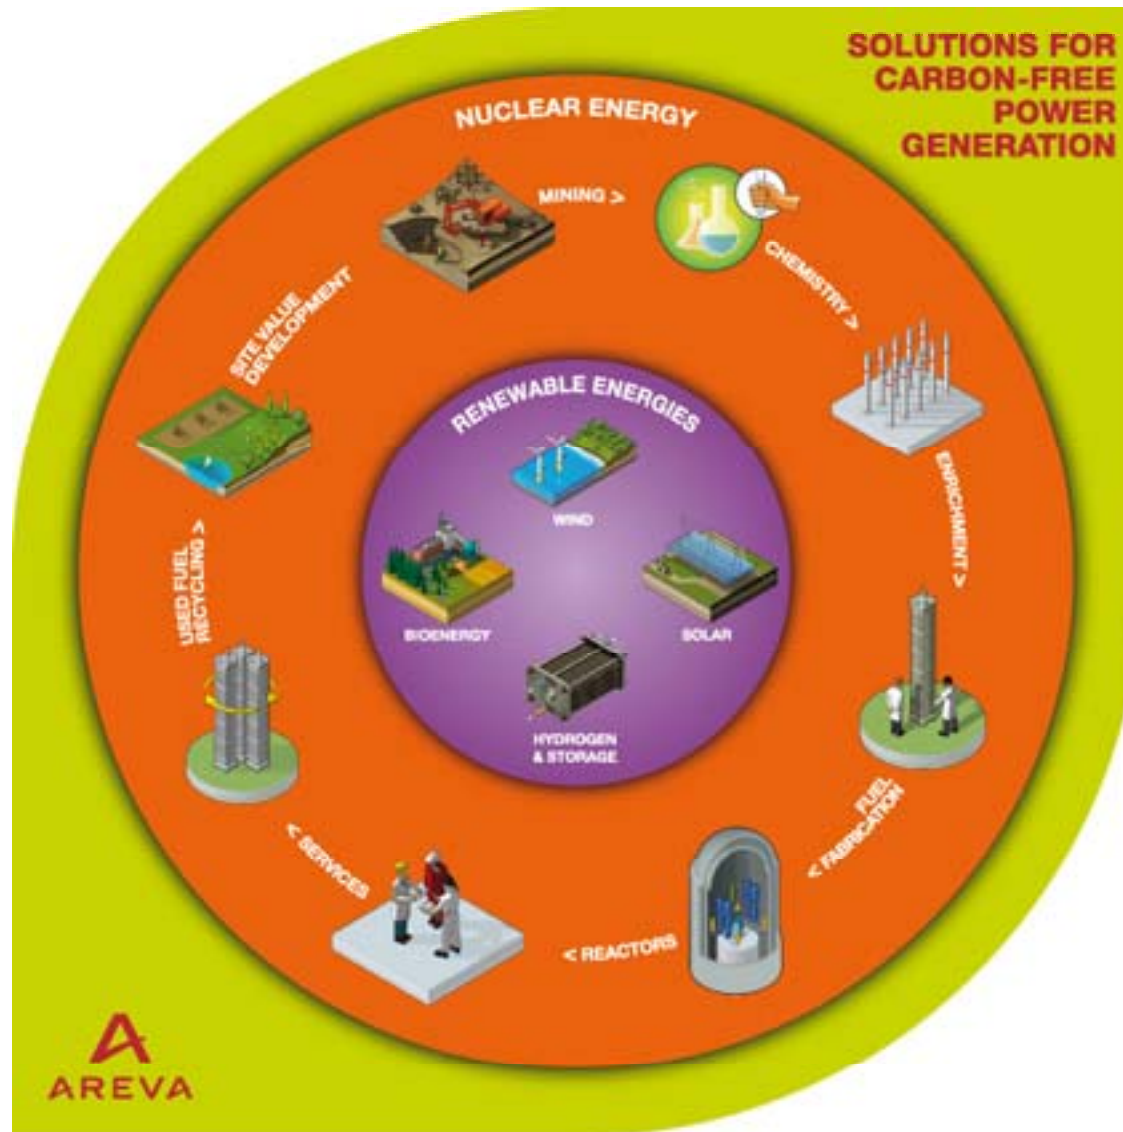 SOLUTIONS FOR
CARBON-FREE
POWER
GENERATION
NUCLEAR ENERGY
MINING >
CHEMISTRY >
ENRICHMENT >
FUEL
< FABRICATION
< REACTORS
< SERVICES
USED FUEL
RECYCLING >
SITE VALUE
DEVELOPMENT
RENEWABLE ENERGIES
WIND
SOLAR
HYDROGEN
& STORAGE
BIOENERGY
AREVA